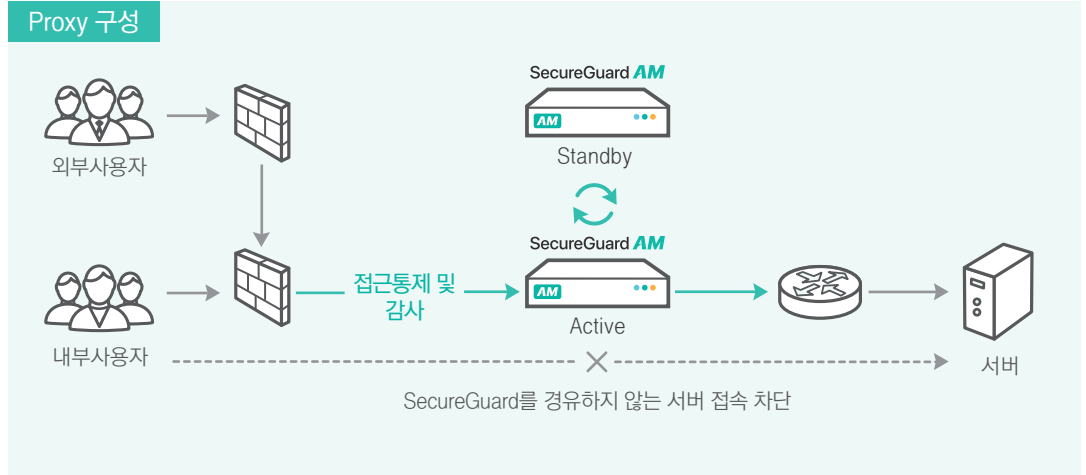 Proxy 구성
SecureGuard AM
AM
Standby
외부사용자
SecureGuard AM
접근통제 및
감사
AM
Active
내부사용자
서버
SecureGuard를 경유하지 않는 서버 접속 차단